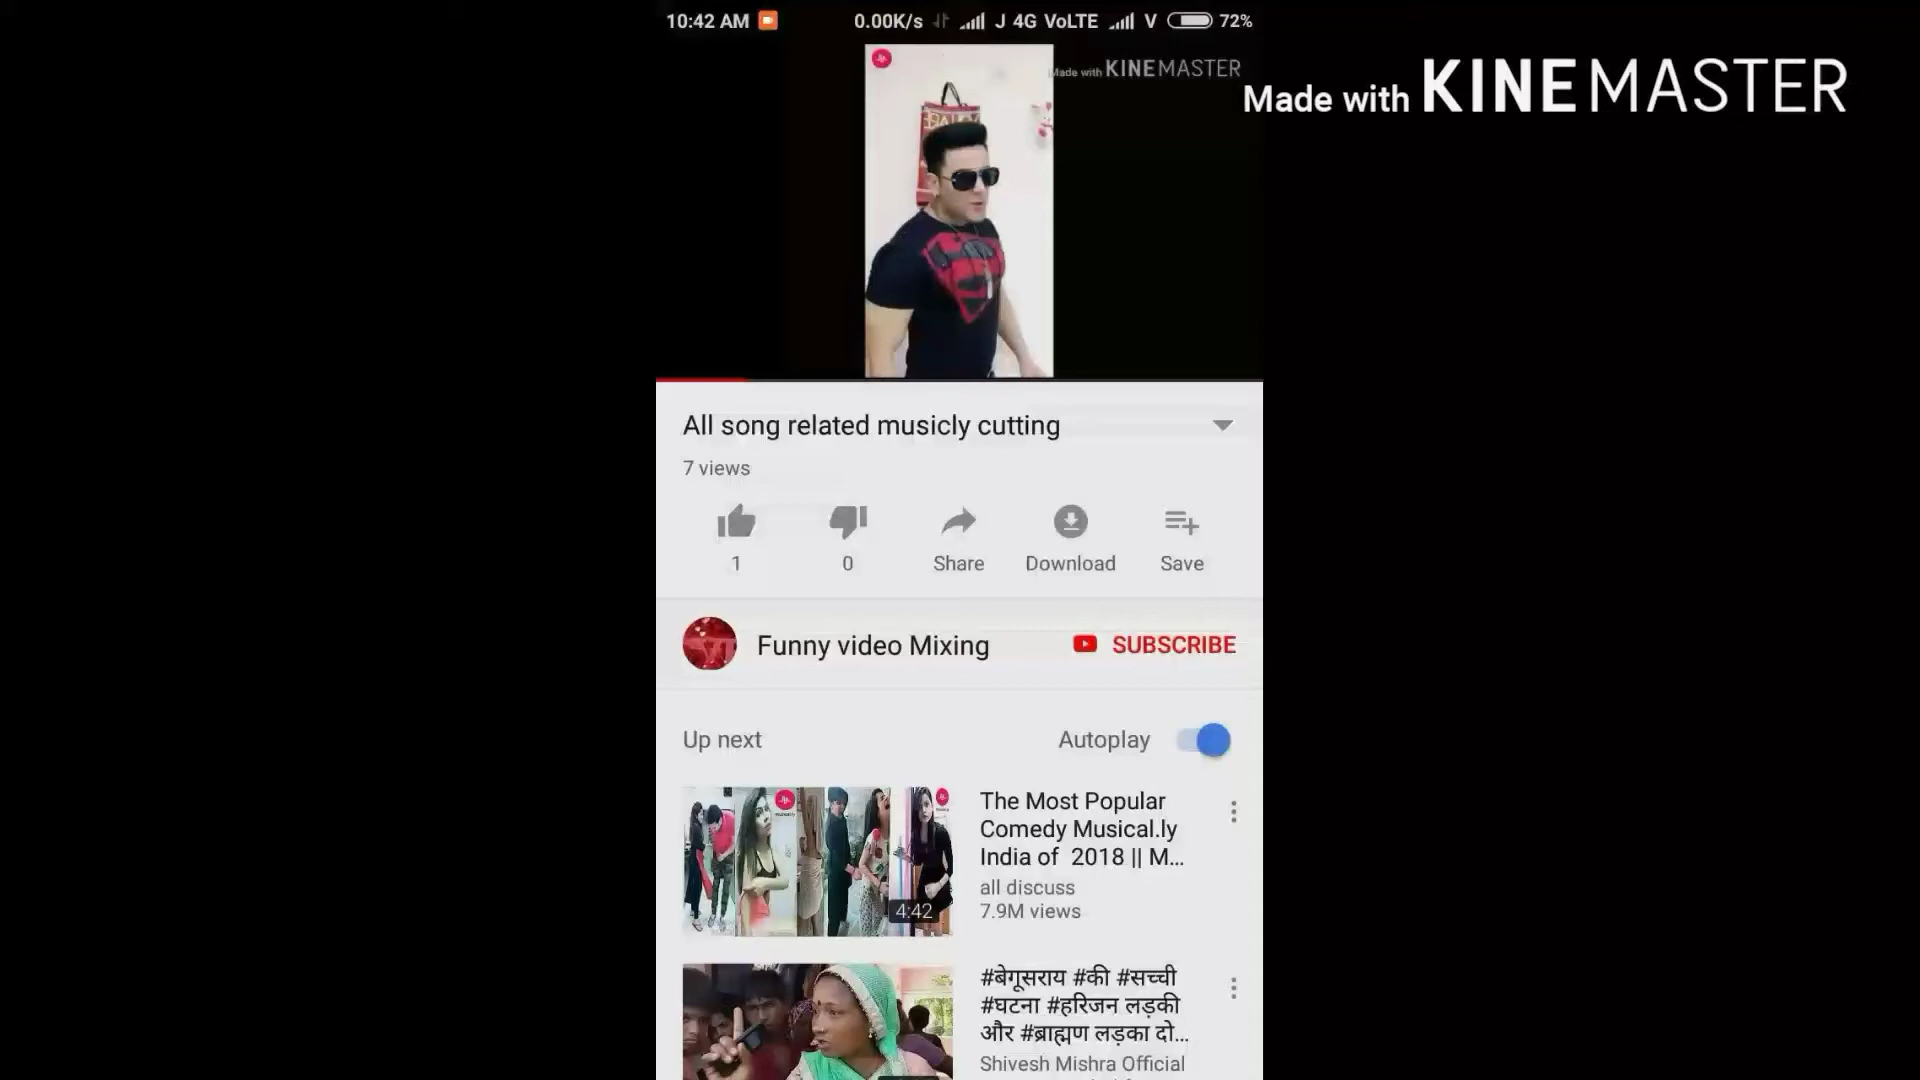 10:42 AM 0.00K/s J 4G VoLTE V 72%
Made with KINEMASTER
Made with KINEMASTER
All song related musicly cutting
7 views
1 0 Share Download Save
Funny video Mixing SUBSCRIBE
Up next Autoplay
The Most Popular
Comedy Musical.ly
India of 2018 || M...
all discuss
7.9M views
4:42
#बेगूसराय #की #सच्ची
#घटना #हरिजन लड़की
और #ब्राह्मण लड़का दो...
Shivesh Mishra Official